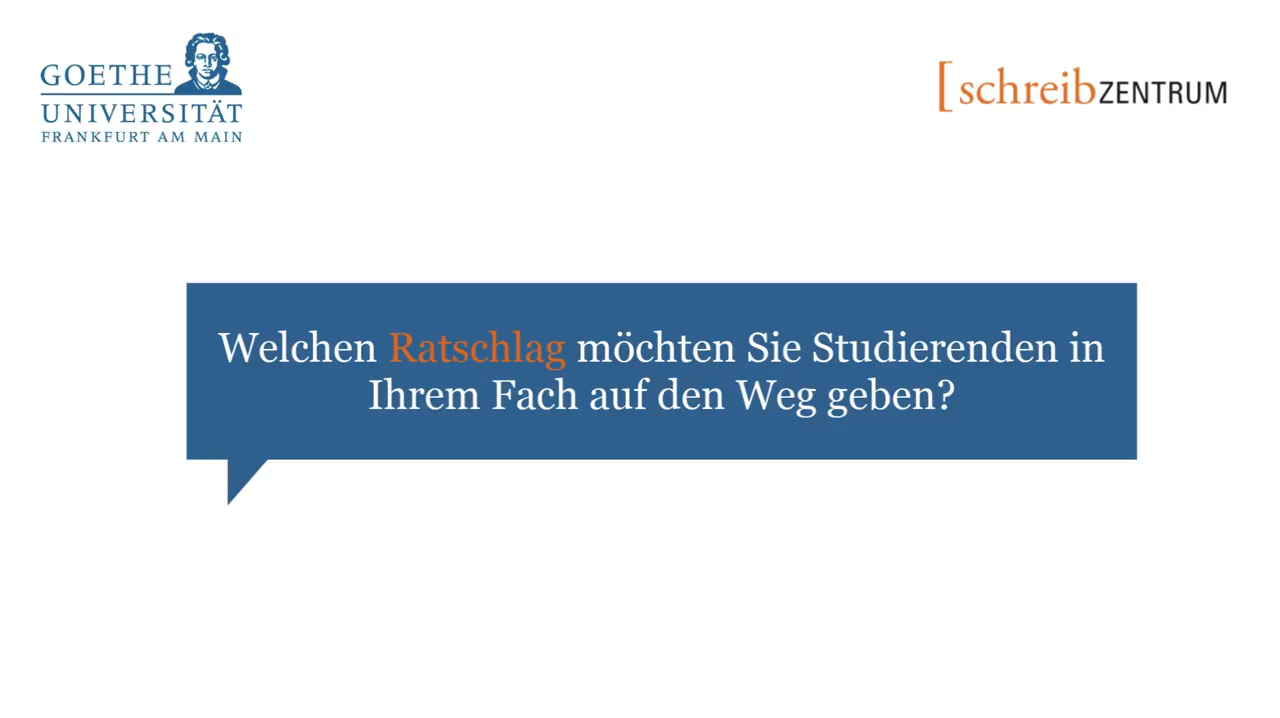 GOETHE
UNIVERSITÄT
FRANKFURT AM MAIN
[schreibZENTRUM
Welchen Ratschlag möchten Sie Studierenden in
Ihrem Fach auf den Weg geben?